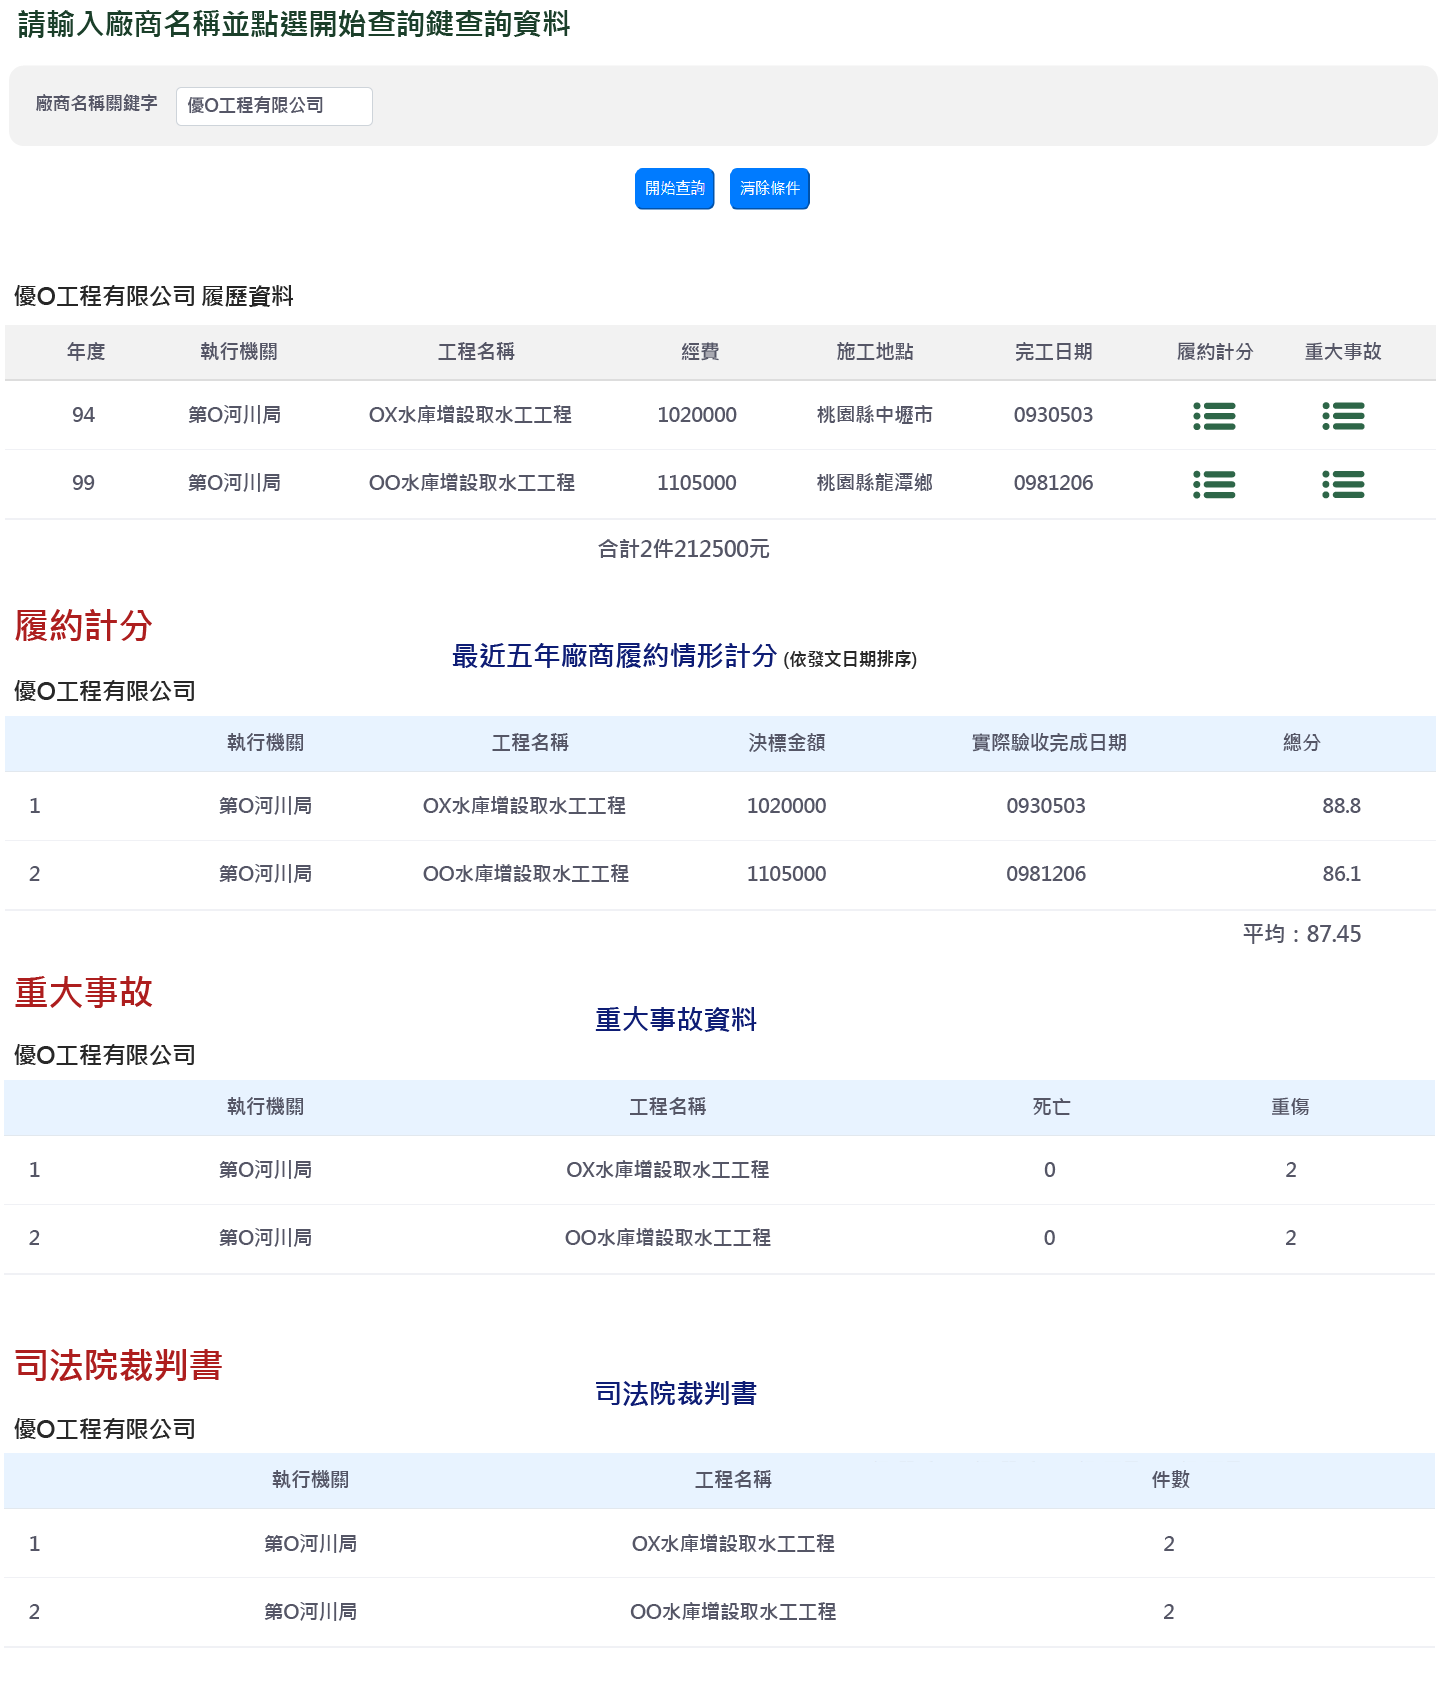 請輸入廠商名稱並點選開始查詢鍵查詢資料
廠商名稱關鍵字 優O工程有限公司
開始查詢 清除條件
優O工程有限公司 履歷資料
年度 執行機關 工程名稱 經費 施工地點 完工日期 履約計分 重大事故
94 第O河川局 OX水庫增設取水工工程 1020000 桃園縣中壢市 0930503
99 第O河川局 OO水庫增設取水工工程 1105000 桃園縣龍潭鄉 0981206
合計2件212500元
履約計分
最近五年廠商履約情形計分 (依發文日期排序)
優O工程有限公司
執行機關 工程名稱 決標金額 實際驗收完成日期 總分
1 第O河川局 OX水庫增設取水工工程 1020000 0930503 88.8
2 第O河川局 OO水庫增設取水工工程 1105000 0981206 86.1
平均：87.45
重大事故
重大事故資料
優O工程有限公司
執行機關 工程名稱 死亡 重傷
1 第O河川局 OX水庫增設取水工工程 0 2
2 第O河川局 OO水庫增設取水工工程 0 2
司法院裁判書
司法院裁判書
優O工程有限公司
執行機關 工程名稱 件數
1 第O河川局 OX水庫增設取水工工程 2
2 第O河川局 OO水庫增設取水工工程 2